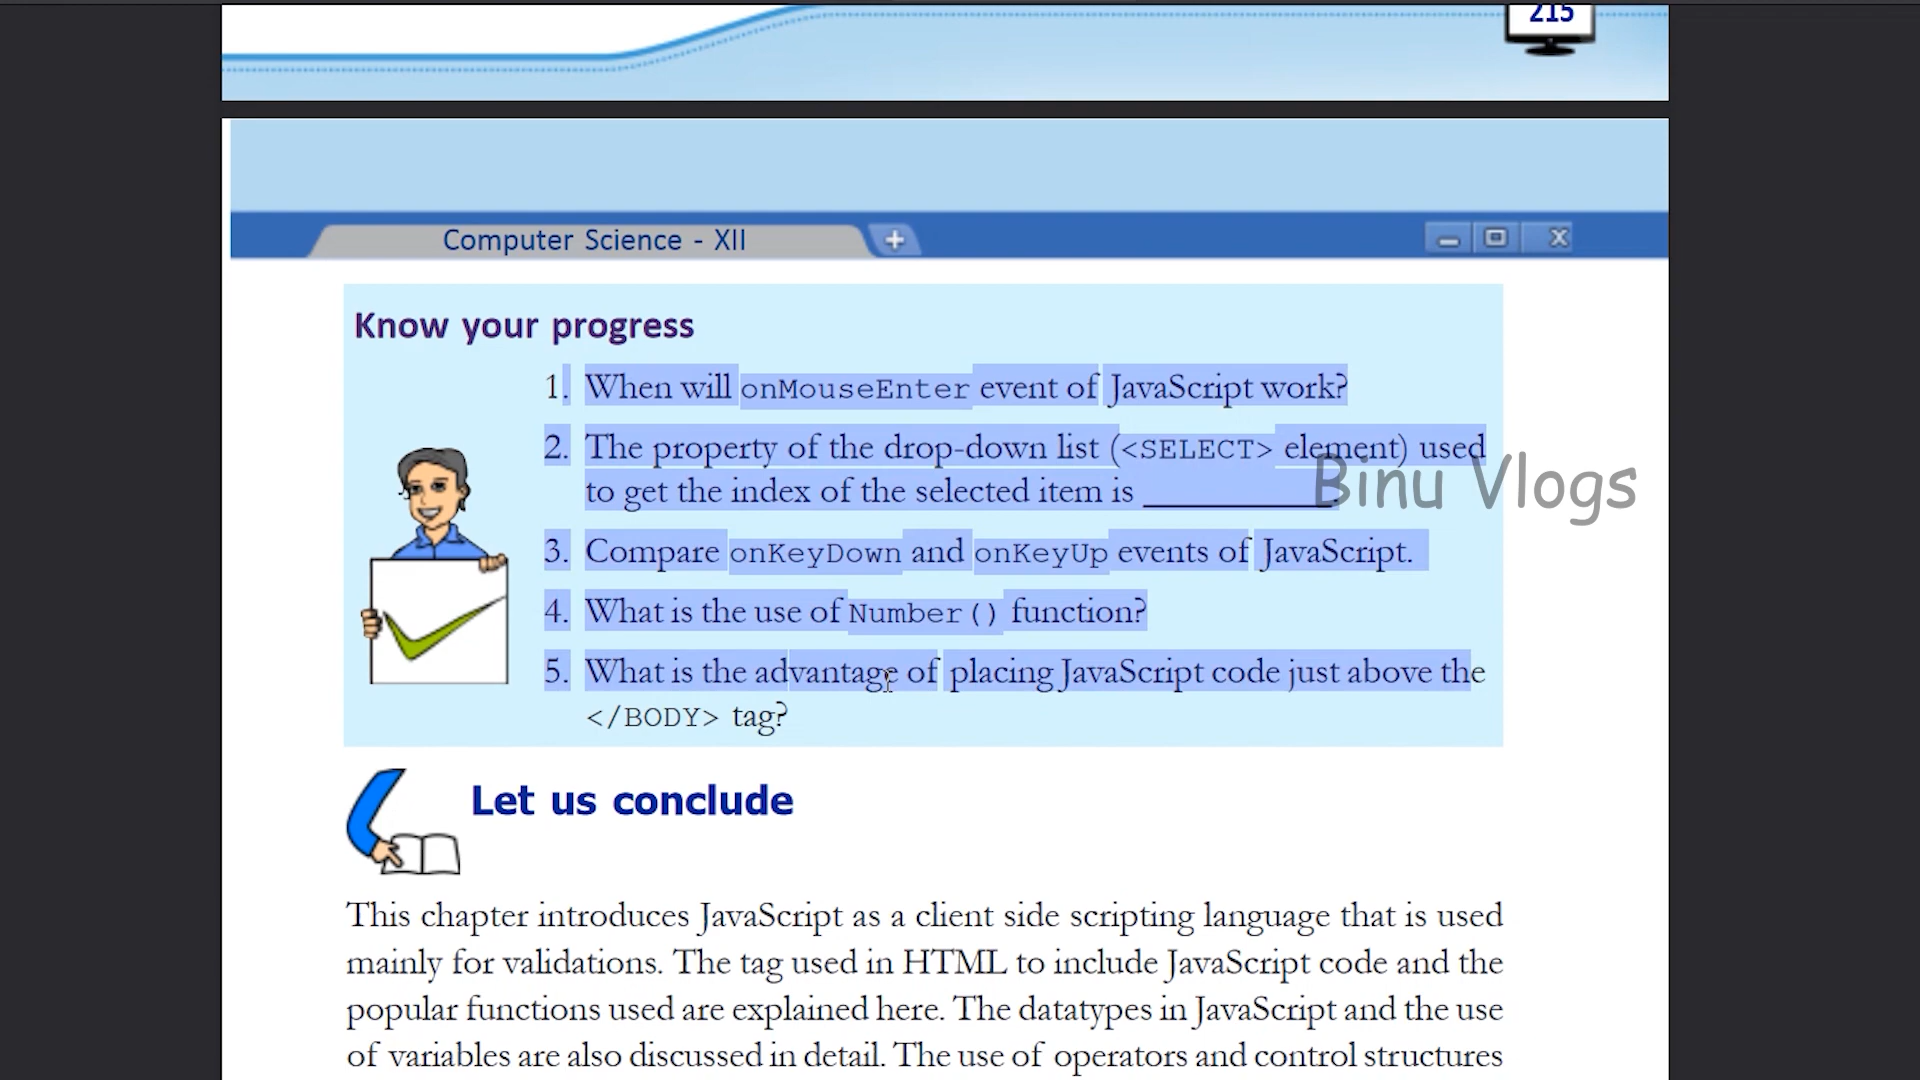 215
Computer Science - XII
Know your progress
1. When will onMouseEnter event of JavaScript work?
2. The property of the drop-down list (<SELECT> element) used
to get the index of the selected item is ___________.
Binu Vlogs
3. Compare onKeyDown and onKeyUp events of JavaScript.
4. What is the use of Number() function?
5. What is the advantage of placing JavaScript code just above the
</BODY> tag?
Let us conclude
This chapter introduces JavaScript as a client side scripting language that is used
mainly for validations. The tag used in HTML to include JavaScript code and the
popular functions used are explained here. The datatypes in JavaScript and the use
of variables are also discussed in detail. The use of operators and control structures